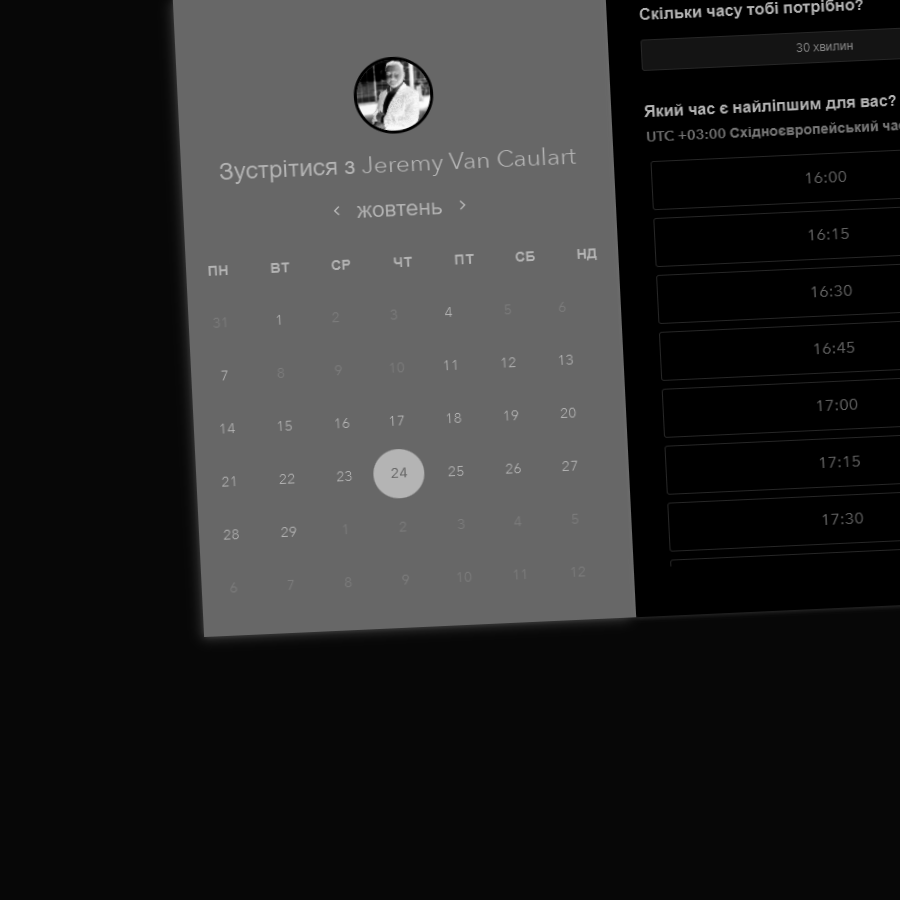 Зустрітися з Jeremy Van Caulart
жовтень
ПН ВТ СР ЧТ ПТ СБ НД
31 1 2 3 4 5 6
7 8 9 10 11 12 13
14 15 16 17 18 19 20
21 22 23 24 25 26 27
28 29 1 2 3 4 5
6 7 8 9 10 11 12
Скільки часу тобі потрібно?
30 хвилин
Який час є найліпшим для вас?
UTC +03:00 Східноєвропейський
16:00
16:15
16:30
16:45
17:00
17:15
17:30